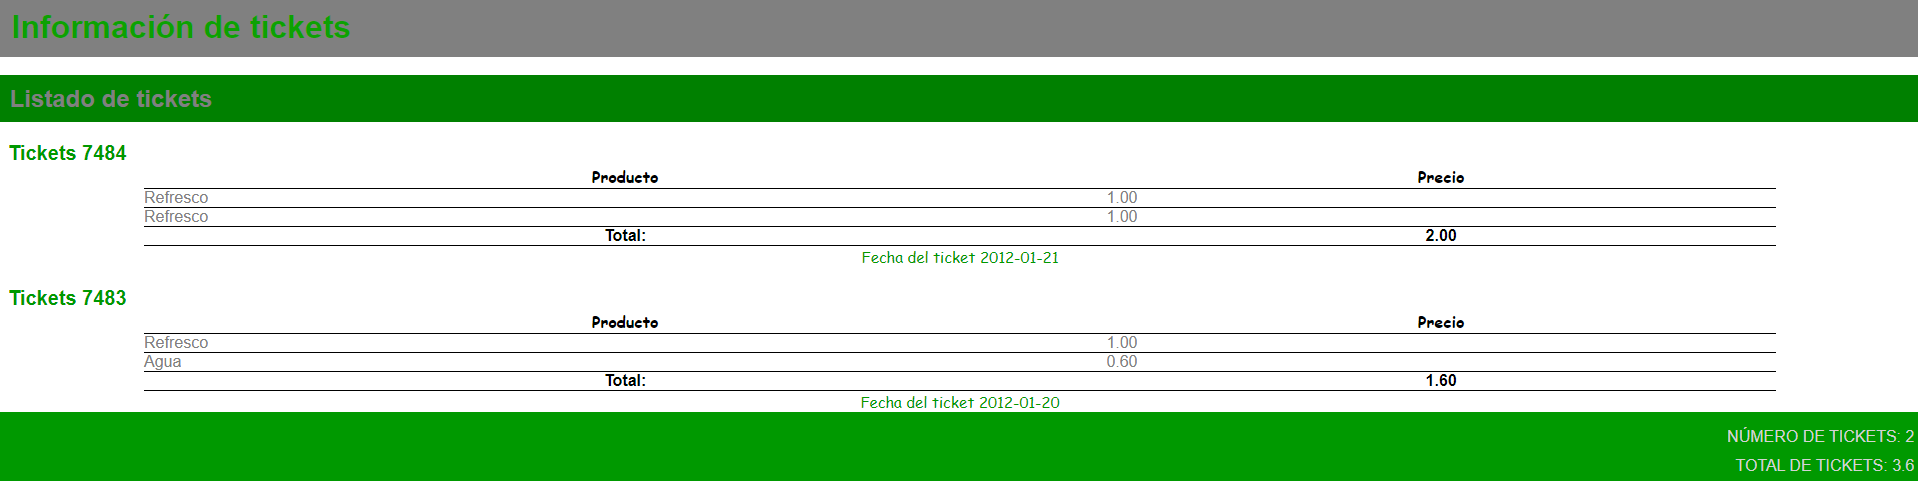 Información de tickets
Listado de tickets
Tickets 7484
Producto Precio
Refresco 1.00
Refresco 1.00
Total: 2.00
Fecha del ticket 2012-01-21
Tickets 7483
Producto Precio
Refresco 1.00
Agua 0.60
Total: 1.60
Fecha del ticket 2012-01-20
NÚMERO DE TICKETS: 2
TOTAL DE TICKETS: 3.6